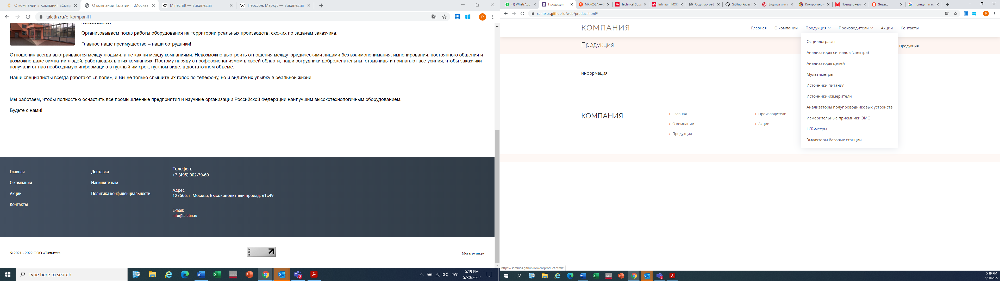 О компании » Компания «Смар
О компании Талатин | г.Москва
Minecraft — Википедия
Перссон, Маркус — Википедия
talatin.ru/o-kompanii1
Организовываем показ работы оборудования на территории реальных производств, схожих по задачам заказчика.
Главное наше преимущество – наши сотрудники!
Отношения всегда выстраиваются между людьми, а не как ни между компаниями. Невозможно выстроить отношения между юридическими лицами без взаимопонимания, импонирования, постоянного общения и
возможно даже симпатии людей, работающих в этих компаниях. Поэтому наряду с профессионализмом в своей области, наши сотрудники доброжелательны, отзывчивы и прилагают все усилия, чтобы заказчики
получали от нас необходимую информацию в нужный им срок, нужном виде, в достаточном объеме.
Наши специалисты всегда работают «в поле», и Вы не только слышите их голос по телефону, но и видите их улыбку в реальной жизни.
Мы работаем, чтобы полностью оснастить все промышленные предприятия и научные организации Российской Федерации наилучшим высокотехнологичным оборудованием.
Будьте с нами!
Главная
О компании
Акции
Контакты
Доставка
Напишите нам
Политика конфиденциальности
Телефон:
+7 (495) 902-79-69
Адрес
127566, г. Москва, Высоковольтный проезд, д1с49
E-mail:
info@talatin.ru
© 2021 - 2022 ООО «Талатин»
Мегагрупп.ру
Type here to search
РУС
5:19 PM
5/30/2022
(1) WhatsApp
Продукция
MXR058A —
Technical Sup
Infiniium MXR
Осциллограф
GitHub Pages
Видится или
Контрольно-
Позиционеры
Яндекс
принцип мак
sembios.github.io/web/product.html#
КОМПАНИЯ
Главная
О компании
Продукция
Производители
Акции
Контакты
Продукция
Продукция
Осциллографы
Анализаторы сигналов (спектра)
Анализаторы цепей
Мультиметры
Источники питания
Источники-измерители
Анализаторы полупроводниковых устройств
Измерительные приемники ЭМС
LCR-метры
Эмуляторы базовых станций
информация
КОМПАНИЯ
Главная
О компании
Продукция
Производители
Акции
https://sembios.github.io/web/product.html#
5:19 PM
5/30/2022